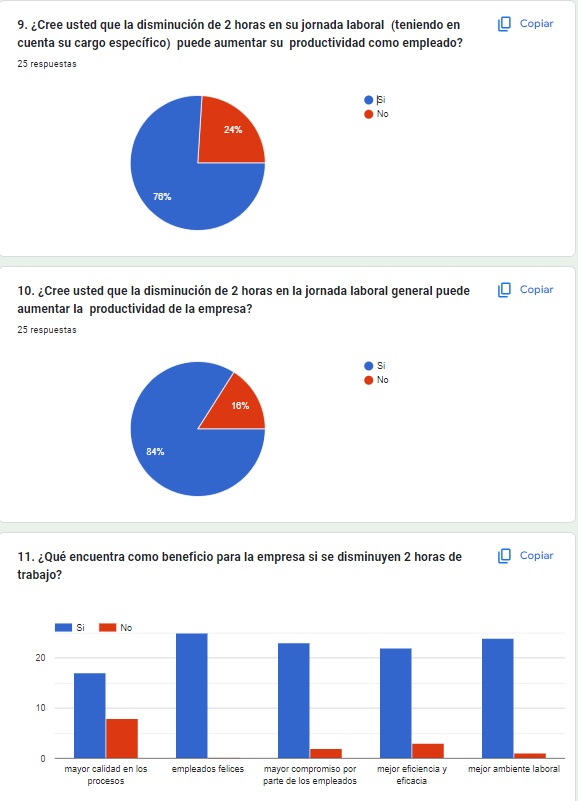 9. ¿Cree usted que la disminución de 2 horas en su jornada laboral (teniendo en
cuenta su cargo específico) puede aumentar su productividad como empleado?
Copiar
25 respuestas
Si
No
24%
76%
10. ¿Cree usted que la disminución de 2 horas en la jornada laboral general puede
aumentar la productividad de la empresa?
Copiar
25 respuestas
Si
No
16%
84%
11. ¿Qué encuentra como beneficio para la empresa si se disminuyen 2 horas de
trabajo?
Copiar
Si
No
20
10
0
mayor calidad en los
procesos
empleados felices
mayor compromiso por
parte de los empleados
mejor eficiencia y
eficacia
mejor ambiente laboral